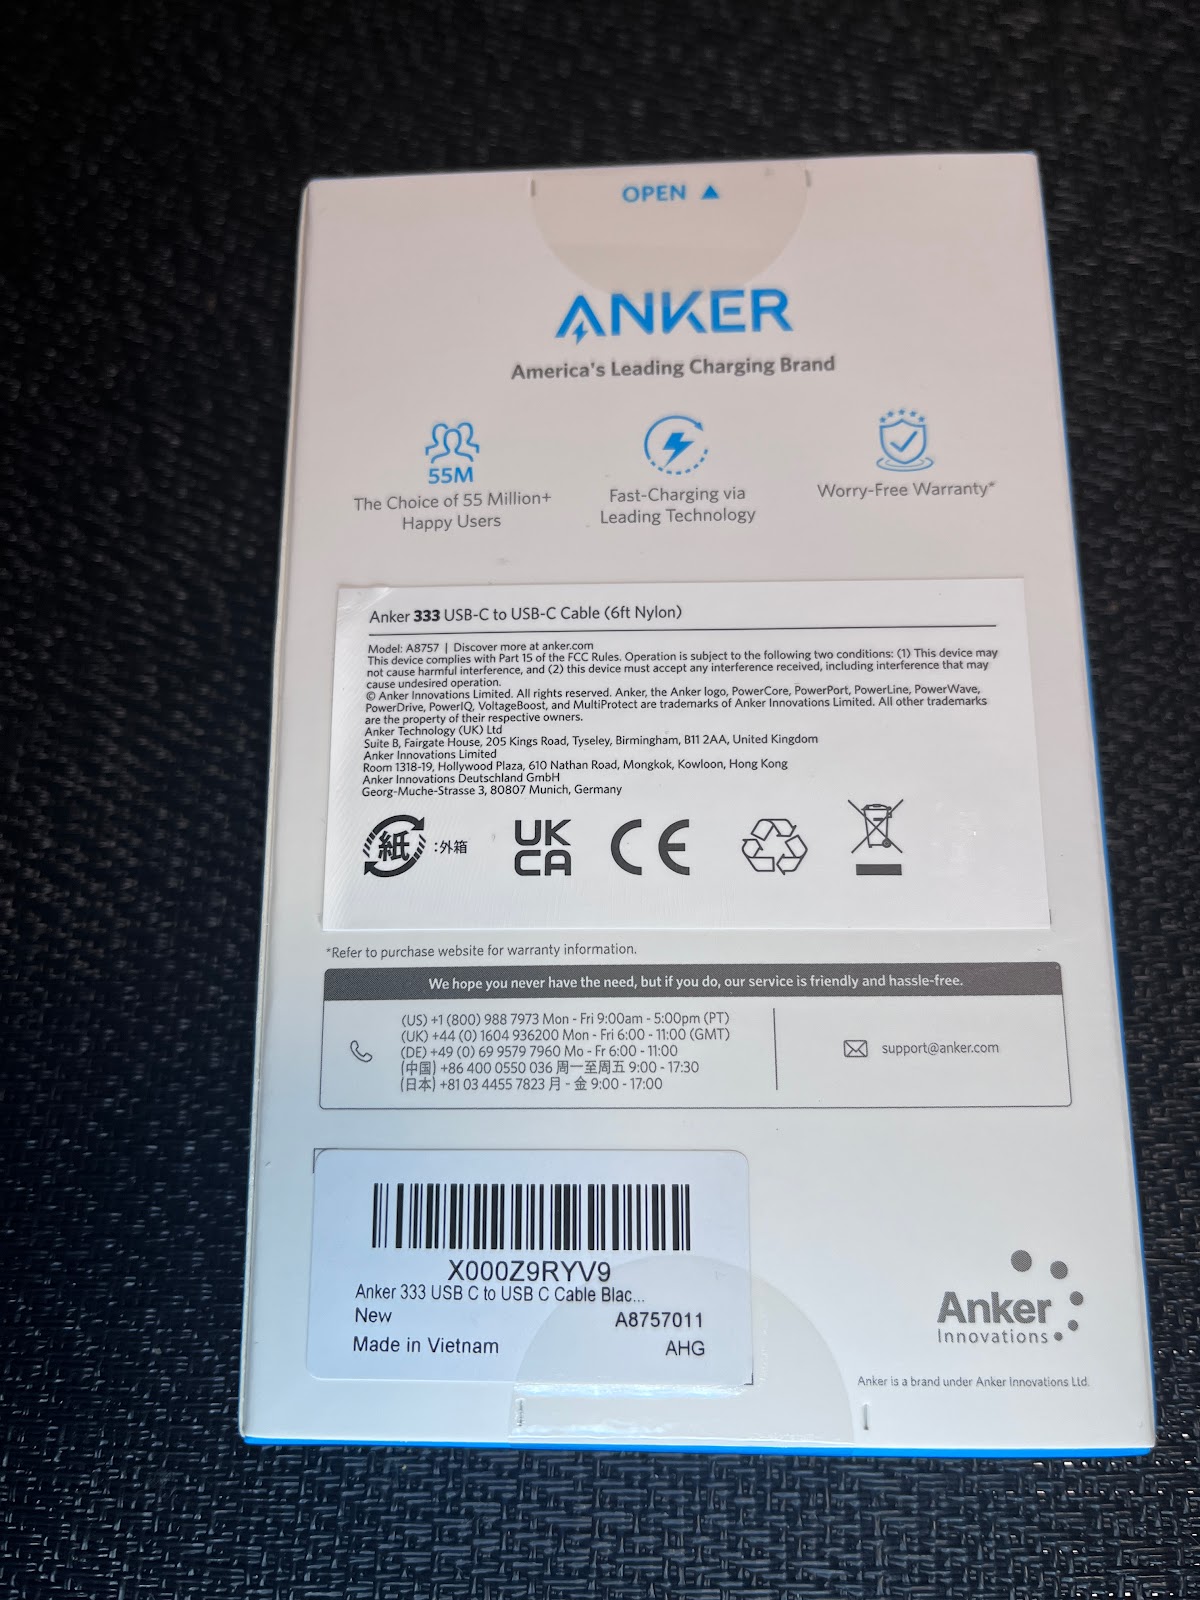 OPEN
ANKER
America's Leading Charging Brand
55M
The Choice of 55 Million+
Happy Users
Fast-Charging via
Leading Technology
Worry-Free Warranty*
Anker 333 USB-C to USB-C Cable (6ft Nylon)
Model: A8757 | Discover more at anker.com
This device complies with Part 15 of the FCC Rules. Operation is subject to the following two conditions: (1) This device may
not cause harmful interference, and (2) this device must accept any interference received, including interference that may
cause undesired operation.
© Anker Innovations Limited. All rights reserved. Anker, the Anker logo, PowerCore, PowerPort, PowerLine, PowerWave,
PowerDrive, PowerIQ, VoltageBoost, and MultiProtect are trademarks of Anker Innovations Limited. All other trademarks
are the property of their respective owners.
Anker Technology (UK) Ltd
Suite B, Fairgate House, 205 Kings Road, Tyseley, Birmingham, B11 2AA, United Kingdom
Anker Innovations Limited
Room 1318-19, Hollywood Plaza, 610 Nathan Road, Mongkok, Kowloon, Hong Kong
Anker Innovations Deutschland GmbH
Georg-Muche-Strasse 3, 80807 Munich, Germany
紙 :外箱
UK
CA
CE
*Refer to purchase website for warranty information.
We hope you never have the need, but if you do, our service is friendly and hassle-free.
(US) +1 (800) 988 7973 Mon - Fri 9:00am - 5:00pm (PT)
(UK) +44 (0) 1604 936200 Mon - Fri 6:00 - 11:00 (GMT)
(DE) +49 (0) 69 9579 7960 Mo - Fr 6:00 - 11:00
(中国) +86 400 0550 036 周一至周五 9:00 - 17:30
(日本) +81 03 4455 7823 月 - 金 9:00 - 17:00
support@anker.com
X000Z9RYV9
Anker 333 USB C to USB C Cable Blac...
New A8757011
Made in Vietnam AHG
Anker
Innovations
Anker is a brand under Anker Innovations Ltd.